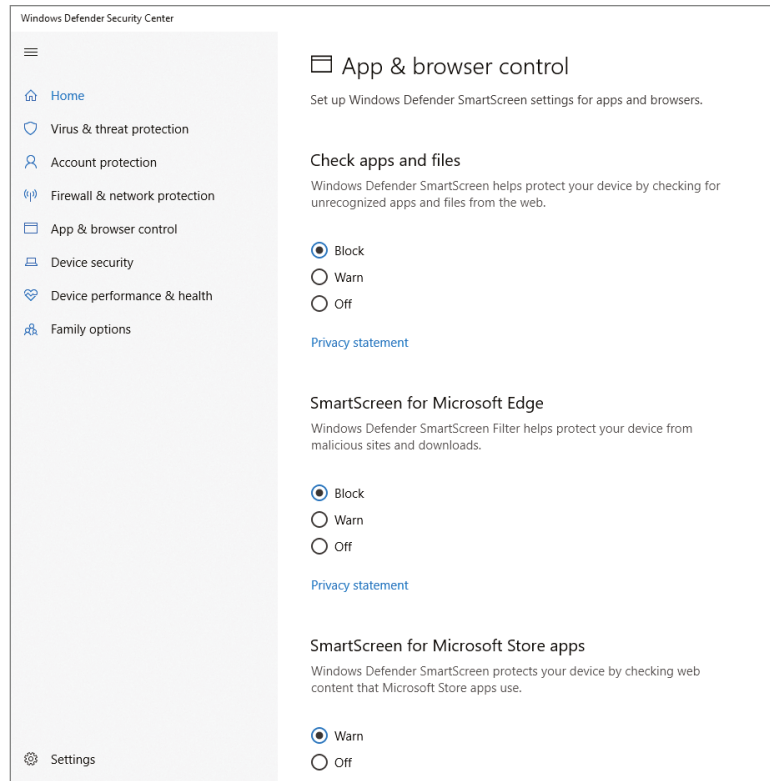 Windows Defender Security Center
Home
Virus & threat protection
Account protection
Firewall & network protection
App & browser control
Device security
Device performance & health
Family options
Settings
App & browser control
Set up Windows Defender SmartScreen settings for apps and browsers.
Check apps and files
Windows Defender SmartScreen helps protect your device by checking for
unrecognized apps and files from the web.
Block
Warn
Off
Privacy statement
SmartScreen for Microsoft Edge
Windows Defender SmartScreen Filter helps protect your device from
malicious sites and downloads.
Block
Warn
Off
Privacy statement
SmartScreen for Microsoft Store apps
Windows Defender SmartScreen protects your device by checking web
content that Microsoft Store apps use.
Warn
Off